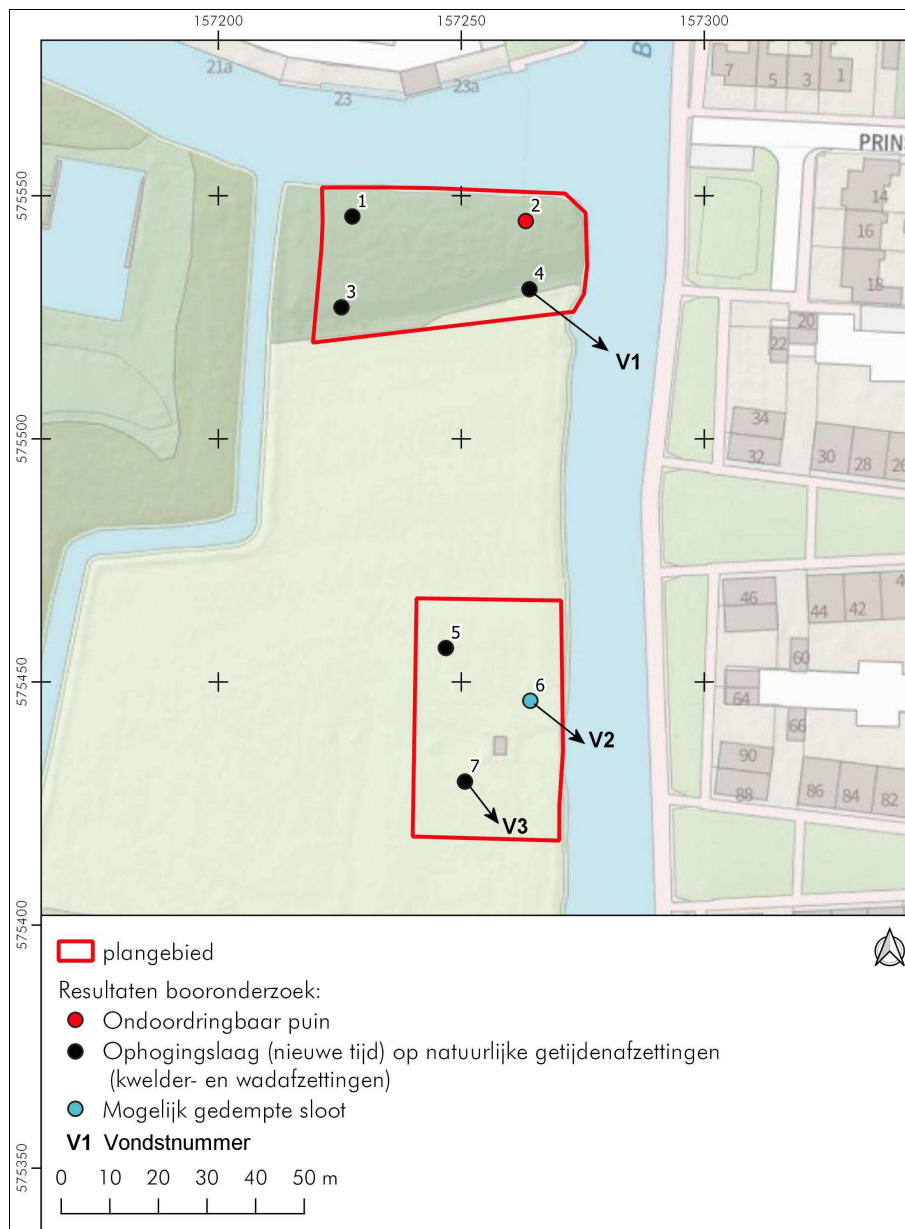 157200
157250
157300
21a
23
23a
B
7
5
3
1
PRINS
575550
1
2
14
16
3
4
18
20
22
V1
34
32
30
28
26
575500
46
44
42
5
60
575450
6
64
66
V2
7
90
88
86
84
82
V3
575400
plangebied
Resultaten booronderzoek:
Ondoordringbaar puin
Ophogingslaag (nieuwe tijd) op natuurlijke getijdenafzettingen
(kwelder- en wadafzettingen)
Mogelijk gedempte sloot
V1 Vondstnummer
575350
0 10 20 30 40 50 m